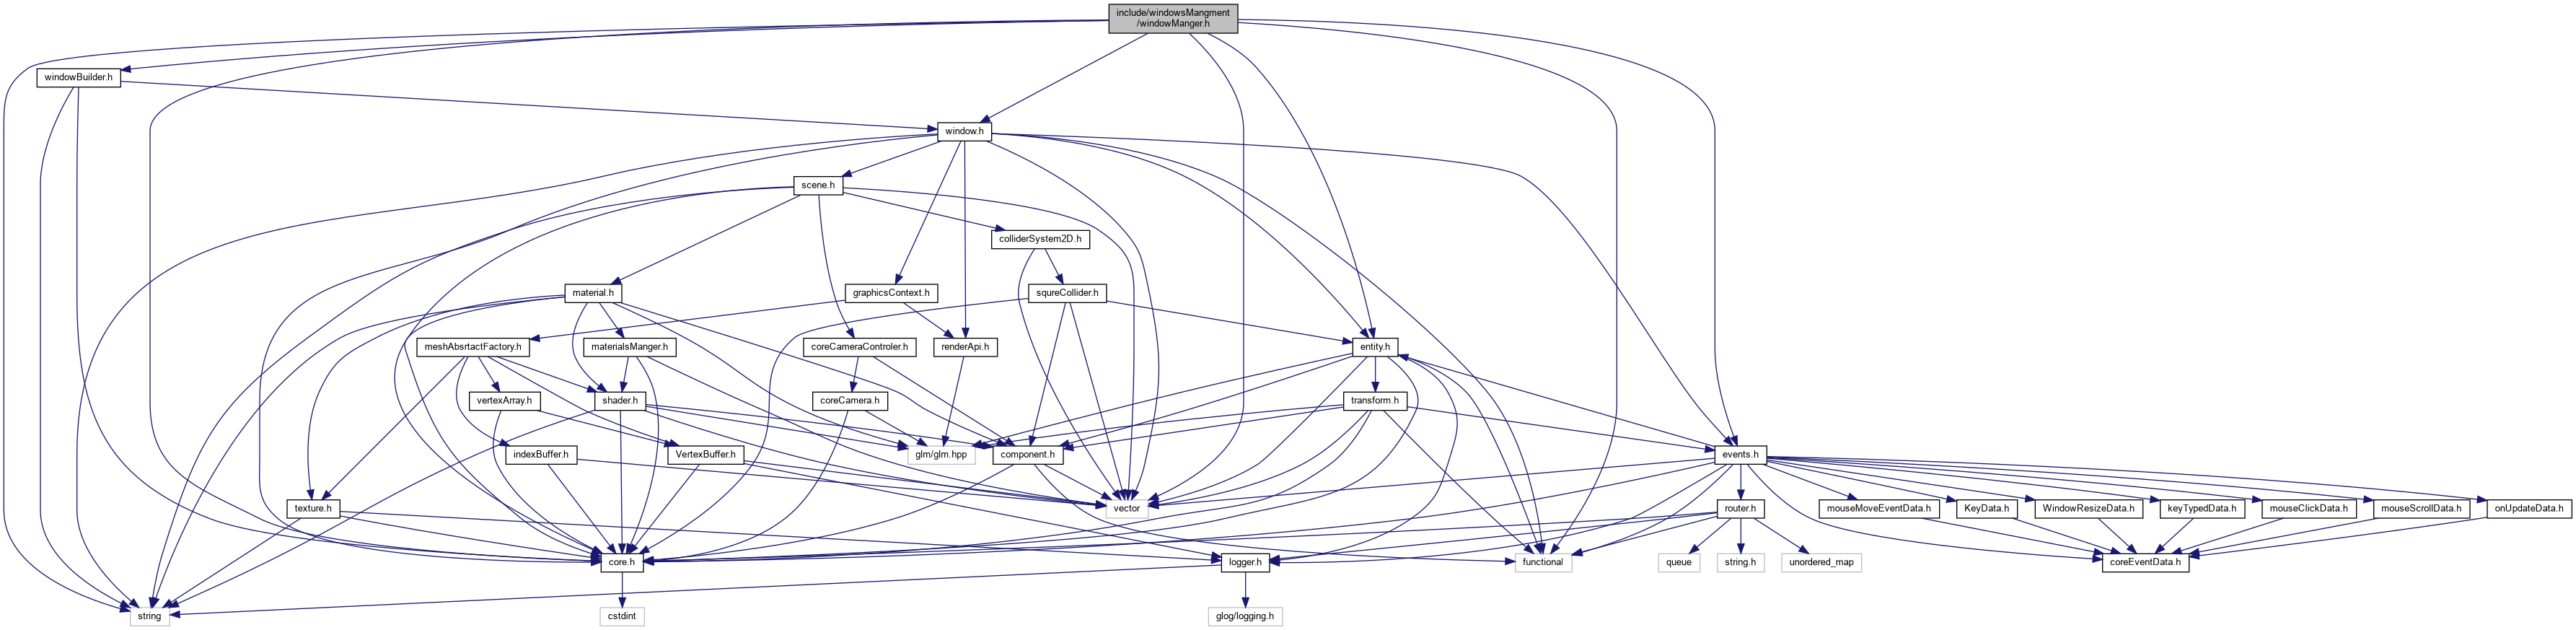 include/windowsMangment
/windowManger.h
windowBuilder.h
window.h
scene.h
colliderSystem2D.h
material.h
graphicsContext.h
squreCollider.h
meshAbsrtactFactory.h
materialsManger.h
coreCameraControler.h
renderApi.h
entity.h
vertexArray.h
shader.h
coreCamera.h
transform.h
indexBuffer.h
VertexBuffer.h
glm/glm.hpp
component.h
events.h
texture.h
vector
router.h
mouseMoveEventData.h
KeyData.h
WindowResizeData.h
keyTypedData.h
mouseClickData.h
mouseScrollData.h
onUpdateData.h
core.h
logger.h
functional
queue
string.h
unordered_map
coreEventData.h
string
cstdint
glog/logging.h